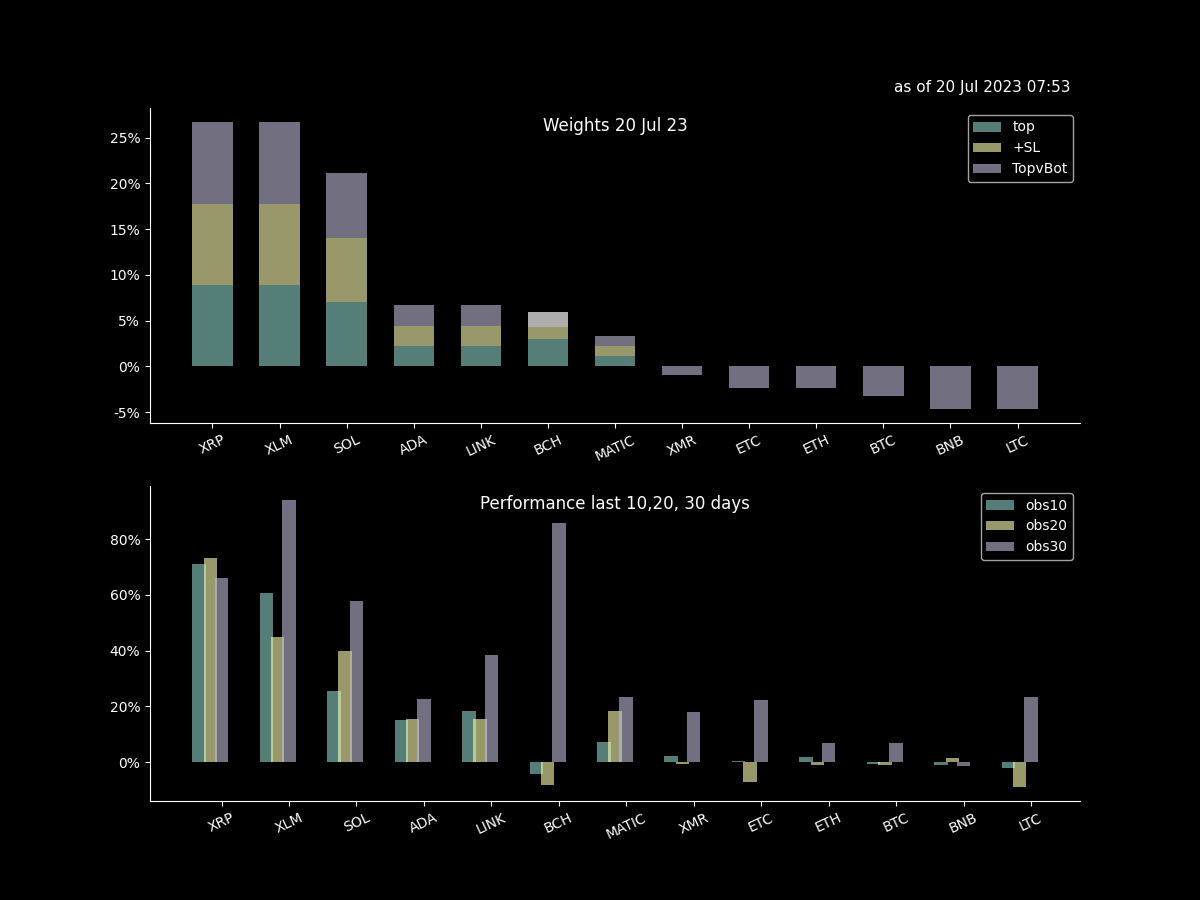 as of 20 Jul 2023 07:53
Weights 20 Jul 23
top
+SL
TopvBot
25%
20%
15%
10%
5%
0%
-5%
XRP XLM SOL ADA LINK BCH MATIC XMR ETC ETH BTC BNB LTC
Performance last 10,20, 30 days
obs10
obs20
obs30
80%
60%
40%
20%
0%
XRP XLM SOL ADA LINK BCH MATIC XMR ETC ETH BTC BNB LTC